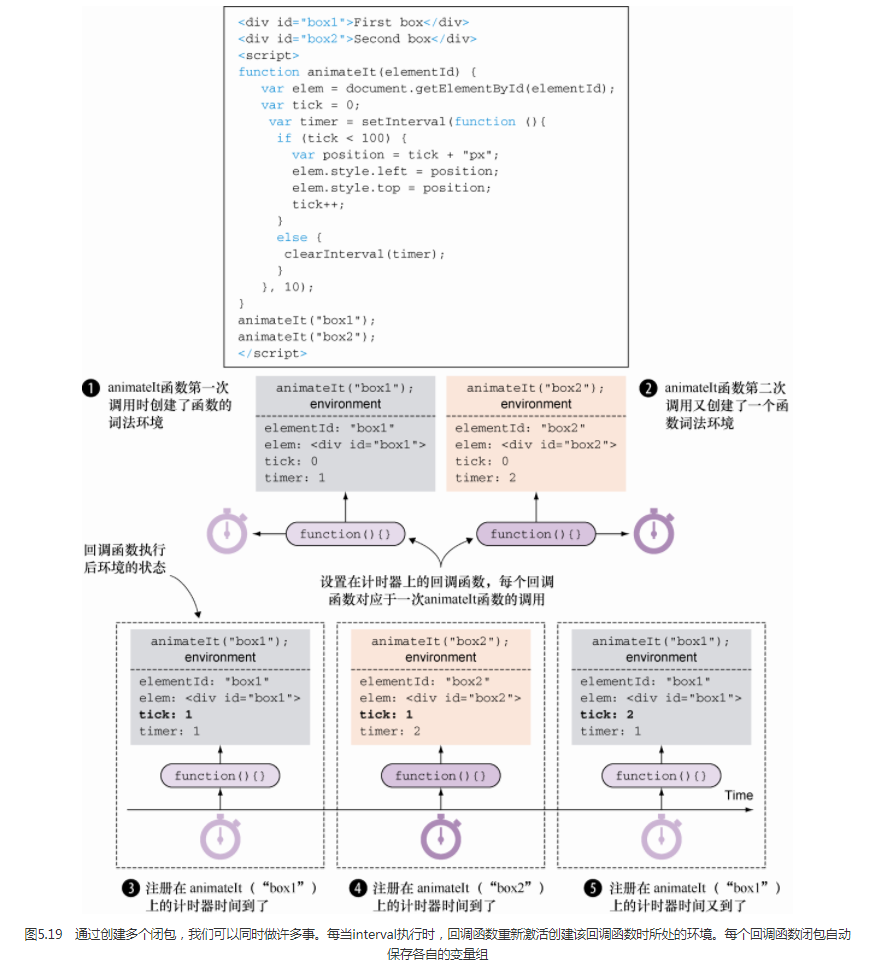 <div id="box1">First box</div>
<div id="box2">Second box</div>
<script>
function animateIt(elementId) {
var elem = document.getElementById(elementId);
var tick = 0;
var timer = setInterval(function (){
if (tick < 100) {
var position = tick + "px";
elem.style.left = position;
elem.style.top = position;
tick++;
}
else {
clearInterval(timer);
}
}, 10);
}
animateIt("box1");
animateIt("box2");
</script>
1 animateIt函数第一次
调用时创建了函数的
词法环境
animateIt("box1");
environment
elementId: "box1"
elem: <div id="box1">
tick: 0
timer: 1
animateIt("box2");
environment
elementId: "box2"
elem: <div id="box2">
tick: 0
timer: 2
2 animateIt函数第二次
调用又创建了一个函
数词法环境
function(){}
function(){}
回调函数执行
后环境的状态
设置在计时器上的回调函数，每个回调
函数对应于一次animateIt函数的调用
animateIt("box1");
environment
elementId: "box1"
elem: <div id="box1">
tick: 1
timer: 1
function(){}
animateIt("box2");
environment
elementId: "box2"
elem: <div id="box2">
tick: 1
timer: 2
function(){}
animateIt("box1");
environment
elementId: "box1"
elem: <div id="box1">
tick: 2
timer: 1
function(){}
Time
3 注册在 animateIt（“box1”）
上的计时器时间到了
4 注册在 animateIt（“box2”）
上的计时器时间到了
5 注册在 animateIt（“box1”）
上的计时器时间又到了
图5.19 通过创建多个闭包，我们可以同时做许多事。每当interval执行时，回调函数重新激活创建该回调函数时所处的环境。每个回调函数闭包自动
保存各自的变量组